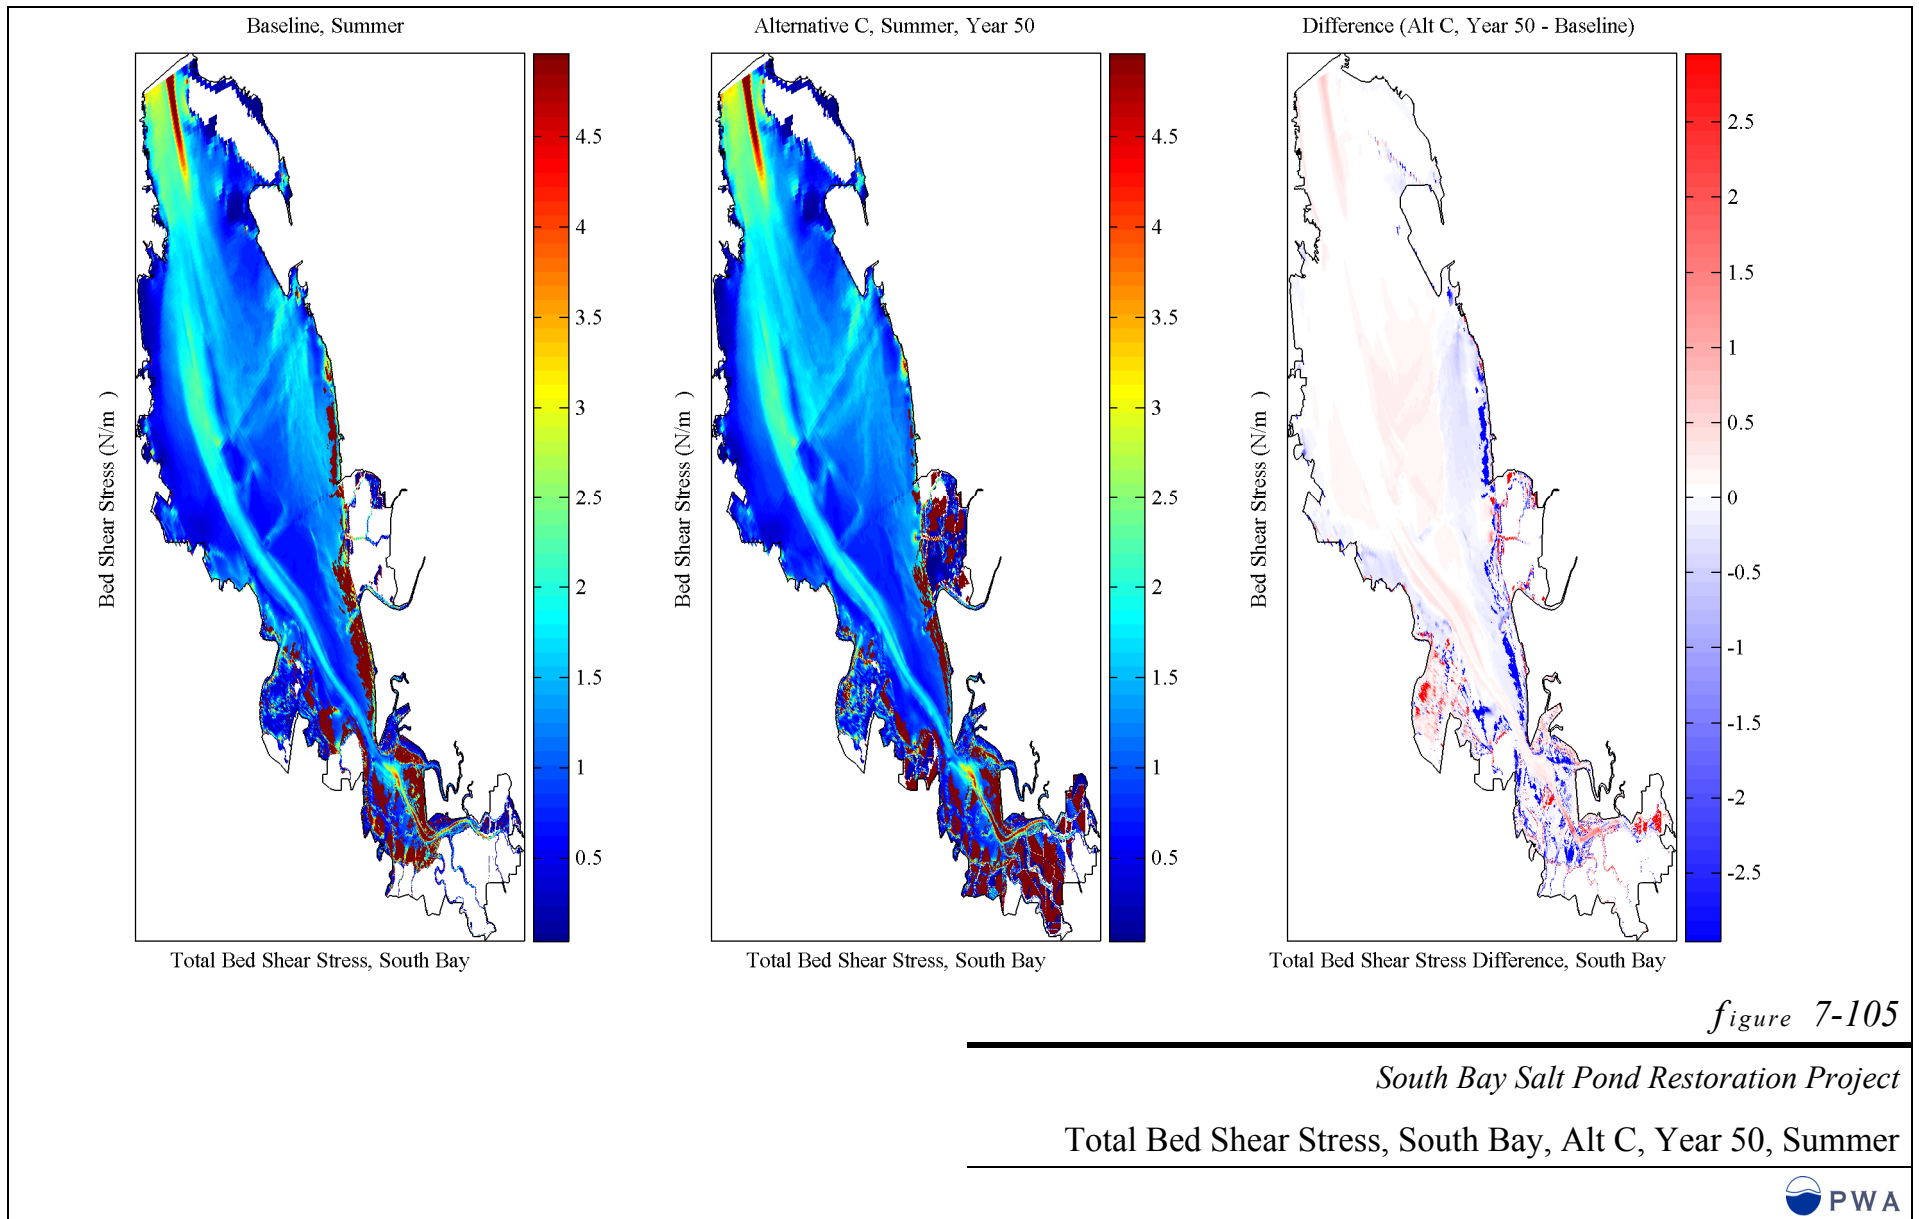 Baseline, Summer
Alternative C, Summer, Year 50
Difference (Alt C, Year 50 - Baseline)
Bed Shear Stress (N/m )
4.5
4
3.5
3
2.5
2
1.5
1
0.5
Total Bed Shear Stress, South Bay
Bed Shear Stress (N/m )
4.5
4
3.5
3
2.5
2
1.5
1
0.5
Total Bed Shear Stress, South Bay
Bed Shear Stress (N/m )
2.5
2
1.5
1
0.5
0
-0.5
-1
-1.5
-2
-2.5
Total Bed Shear Stress Difference, South Bay
figure 7-105
South Bay Salt Pond Restoration Project
Total Bed Shear Stress, South Bay, Alt C, Year 50, Summer
PWA